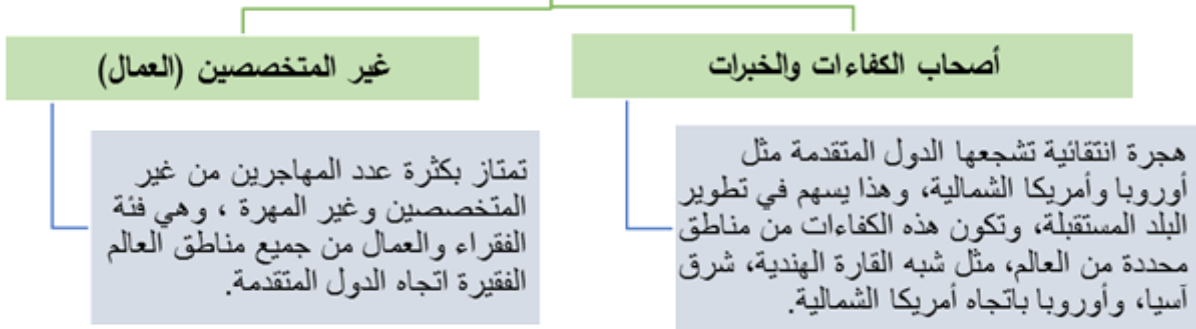 أصحاب الكفاءات والخبرات
هجرة انتقائية تشجعها الدول المتقدمة مثل
أوروبا وأمريكا الشمالية، وهذا يسهم في تطوير
البلد المستقبلة، وتكون هذه الكفاءات من مناطق
محددة من العالم، مثل شبه القارة الهندية، شرق
آسيا، وأوروبا باتجاه أمريكا الشمالية.
غير المتخصصين (العمال)
تمتاز بكثرة عدد المهاجرين من غير
المتخصصين وغير المهرة ، وهي فئة
الفقراء والعمال من جميع مناطق العالم
الفقيرة اتجاه الدول المتقدمة.